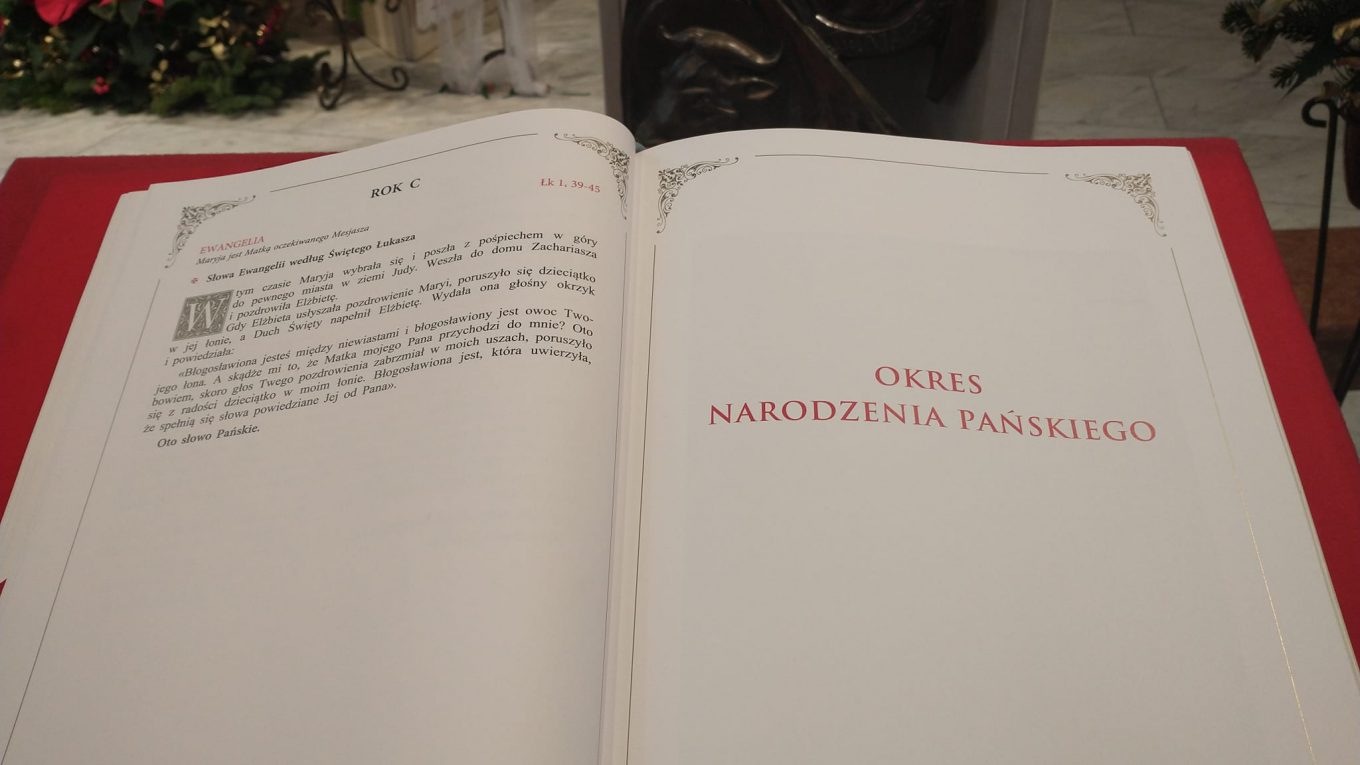 ROK C
Łk 1, 39-45
EWANGELIA
Maryja jest Matką oczekiwanego Mesjasza
✠ Słowa Ewangelii według Świętego Łukasza
W tym czasie Maryja wybrała się i poszła z pośpiechem w góry
do pewnego miasta w ziemi Judy. Weszła do domu Zachariasza
i pozdrowiła Elżbietę.
Gdy Elżbieta usłyszała pozdrowienie Maryi, poruszyło się dzieciątko
w jej łonie, a Duch Święty napełnił Elżbietę. Wydała ona głośny okrzyk
i powiedziała:
«Błogosławiona jesteś między niewiastami i błogosławiony jest owoc Two-
jego łona. A skądże mi to, że Matka mojego Pana przychodzi do mnie? Oto
bowiem, skoro głos Twego pozdrowienia zabrzmiał w moich uszach, poruszyło
się z radości dzieciątko w moim łonie. Błogosławiona jest, która uwierzyła,
że spełnią się słowa powiedziane Jej od Pana».
Oto słowo Pańskie.
OKRES
NARODZENIA PAŃSKIEGO